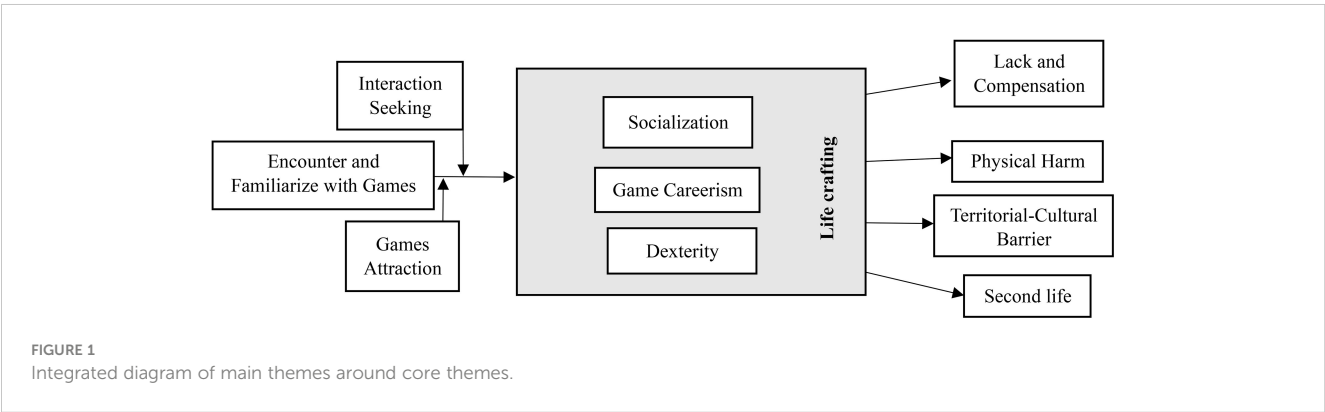 Interaction
Seeking
Encounter and
Familiarize with Games
Games
Attraction
Socialization
Game Careerism
Dexterity
Life crafting
Lack and
Compensation
Physical Harm
Territorial-Cultural
Barrier
Second life
FIGURE 1
Integrated diagram of main themes around core themes.